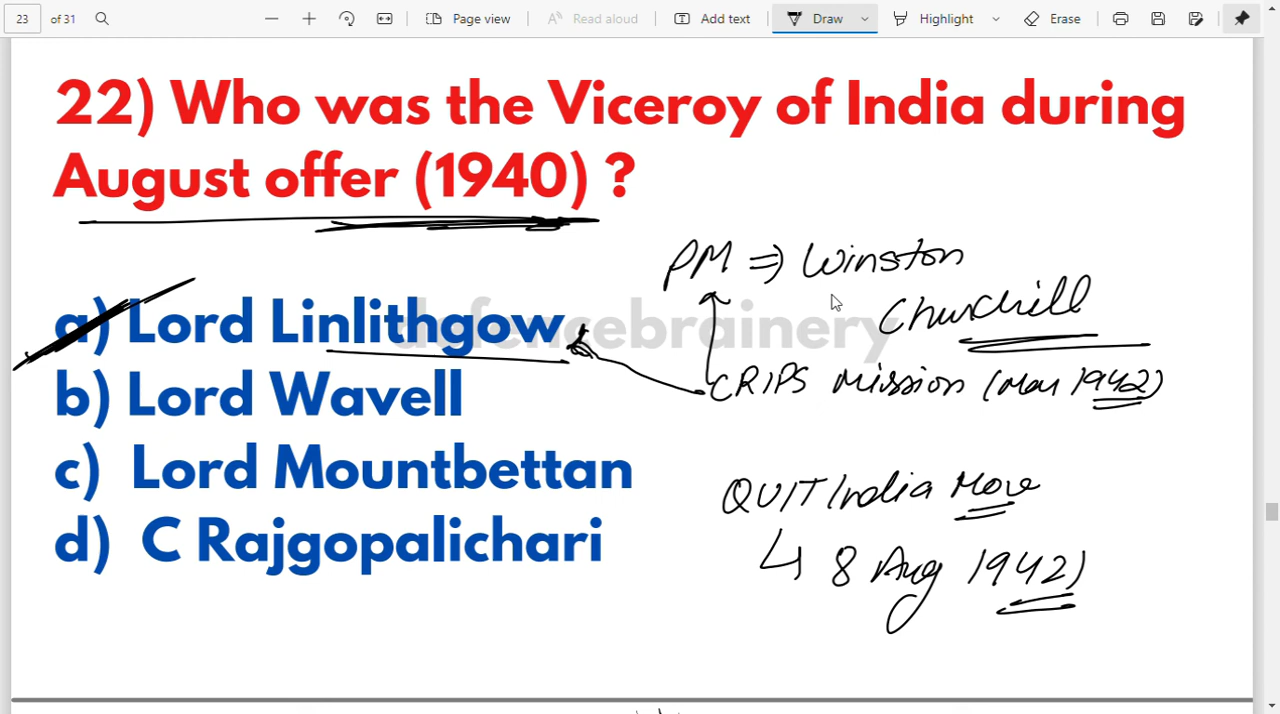 23 of 31 Page view Read aloud Add text Draw Highlight Erase
22) Who was the Viceroy of India during
August offer (1940) ?
PM ⇒ Winston
Churchill
a) Lord Linlithgow
defencebrainery
CRIPS Mission (Mar 1942)
b) Lord Wavell
c) Lord Mountbettan
QUIT India Move
d) C Rajgopalichari
↳ 8 Aug 1942)